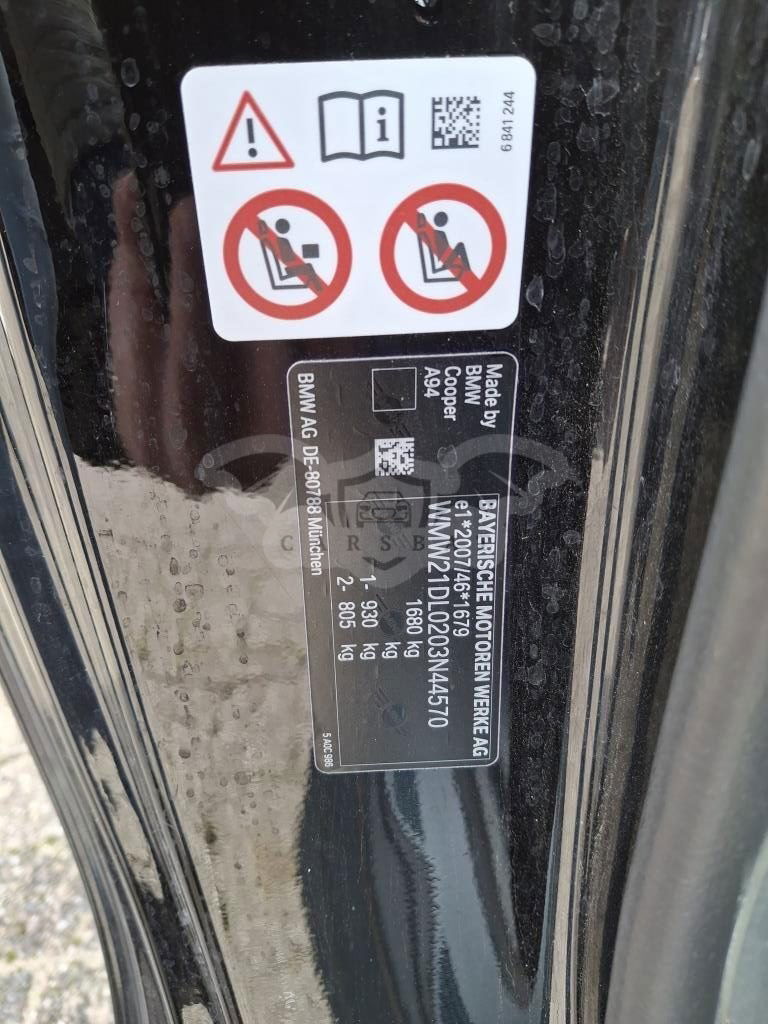 6 841 244
BAYERISCHE MOTOREN WERKE AG
e1*2007/46*1679
WMW21DL0203N44570
1680 kg
kg
1- 930 kg
2- 805 kg
Made by
BMW
Cooper
A94
BMW AG DE-80788 München
5 A0C 986